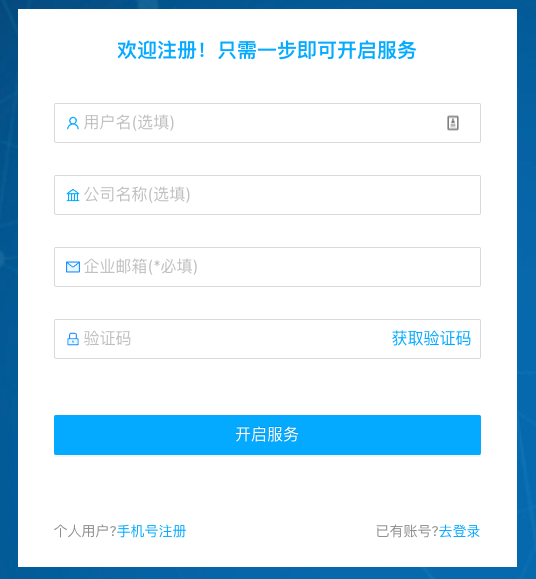 欢迎注册！只需一步即可开启服务
用户名(选填)
公司名称(选填)
企业邮箱(*必填)
验证码 获取验证码
开启服务
个人用户?手机号注册 已有账号?去登录